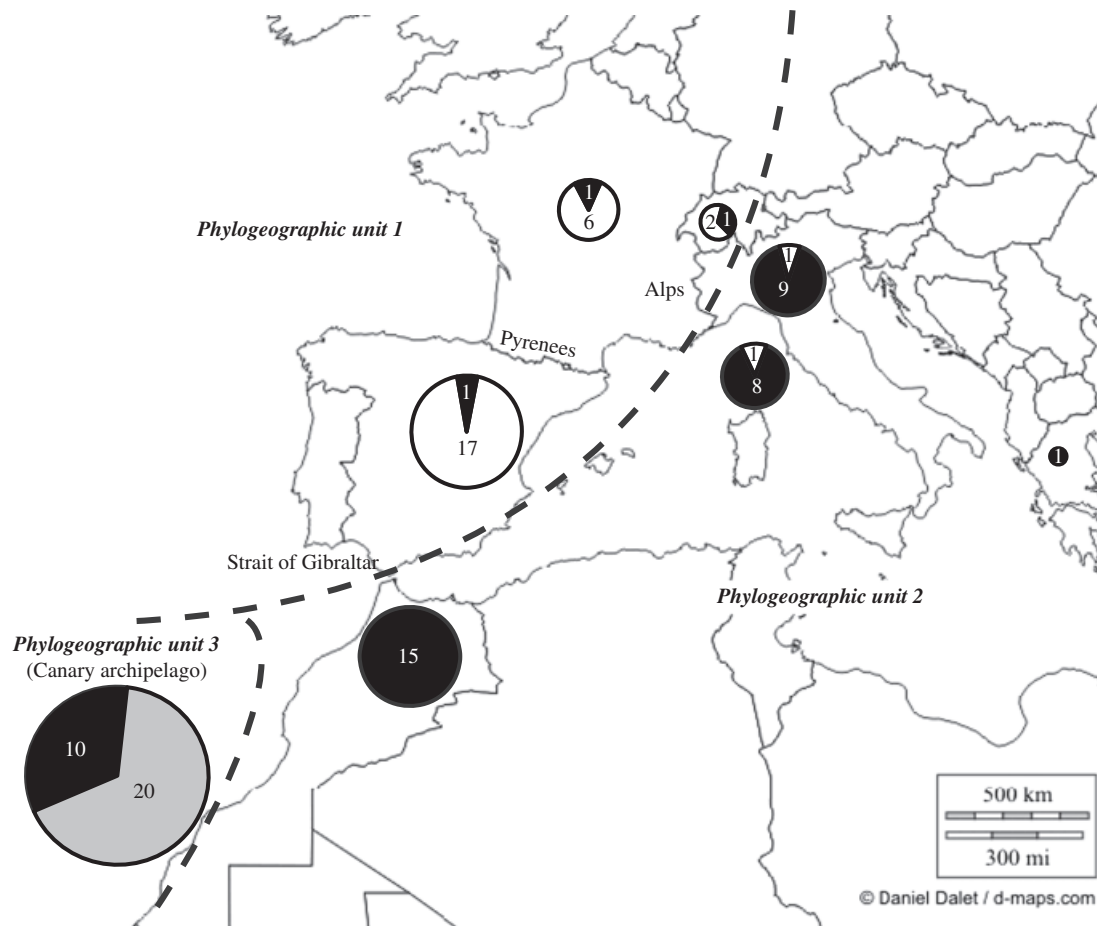 1
6
Phylogeographic unit 1
2 1
1
9
Alps
Pyrenees
1
8
1
17
1
Strait of Gibraltar
Phylogeographic unit 2
Phylogeographic unit 3
(Canary archipelago)
15
10
20
500 km
300 mi
© Daniel Dalet / d-maps.com